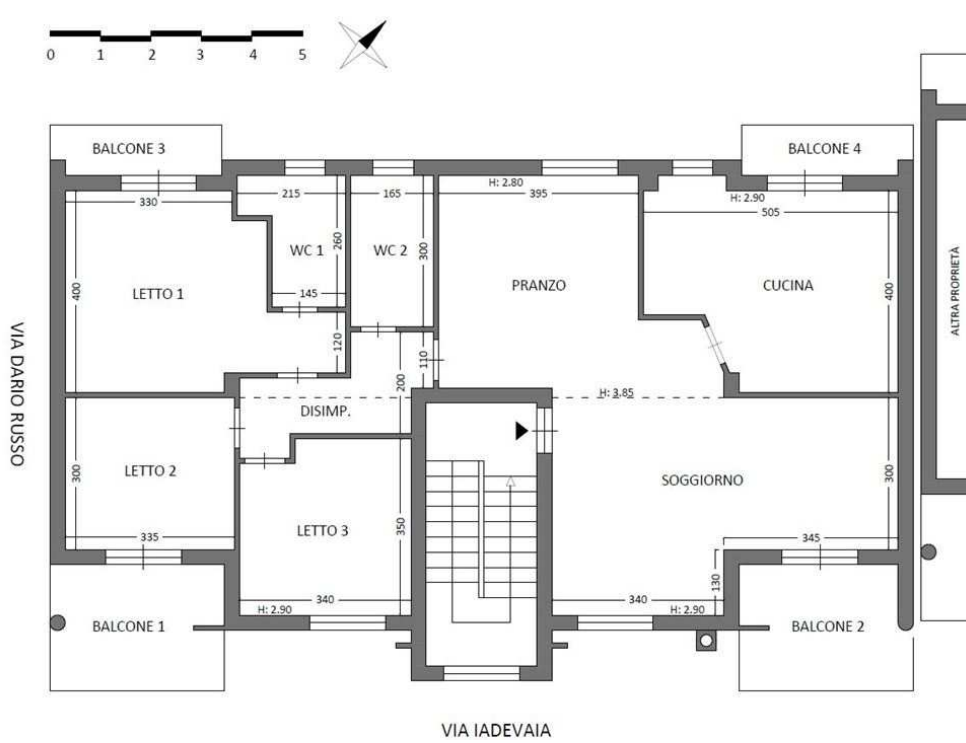 0 1 2 3 4 5
BALCONE 3
BALCONE 4
330
215
165
H: 2.80
395
H: 2.90
505
WC 1
260
WC 2
300
PRANZO
CUCINA
400
LETTO 1
400
145
120
110
200
DISIMP.
H: 3.85
ALTRA PROPRIETÀ
VIA DARIO RUSSO
300
LETTO 2
335
LETTO 3
350
SOGGIORNO
300
345
130
340
H: 2.90
340
H: 2.90
BALCONE 1
BALCONE 2
VIA IADEVAIA